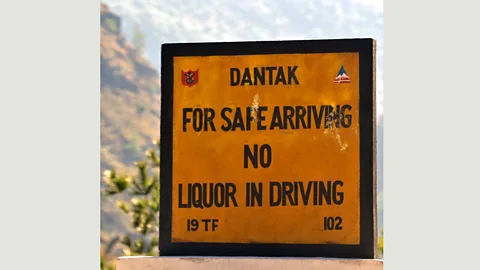 DANTAK
FOR SAFE ARRIVING
NO
LIQUOR IN DRIVING
19 TF 102